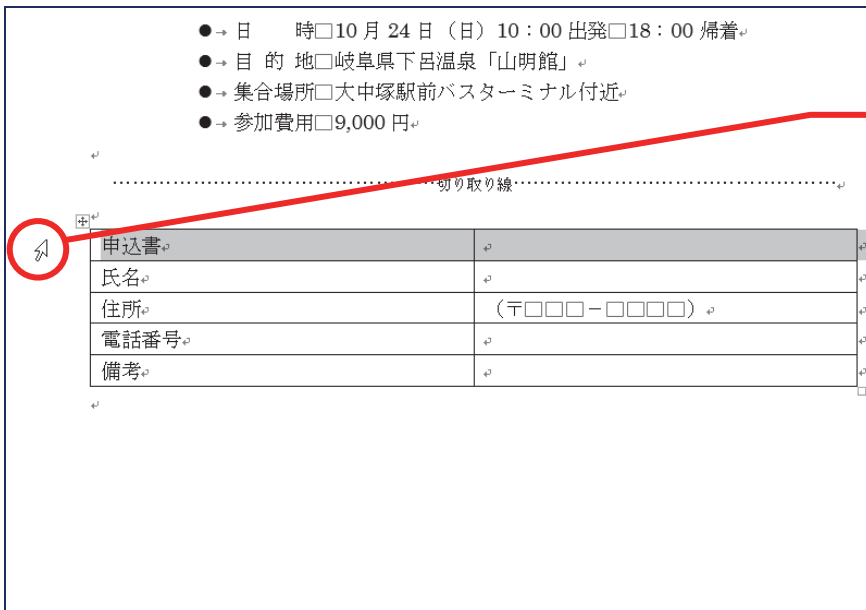 ●→日　　時□10月24日（日）10：00出発□18：00帰着↵
●→目 的 地□岐阜県下呂温泉「山明館」↵
●→集合場所□大中塚駅前バスターミナル付近↵
●→参加費用□9,000円↵
↵
……………………………………切り取り線……………………………………↵
↵
申込書↵ ↵ ↵
氏名↵ ↵ ↵
住所↵ （〒□□□－□□□□）↵ ↵
電話番号↵ ↵ ↵
備考↵ ↵ ↵
↵